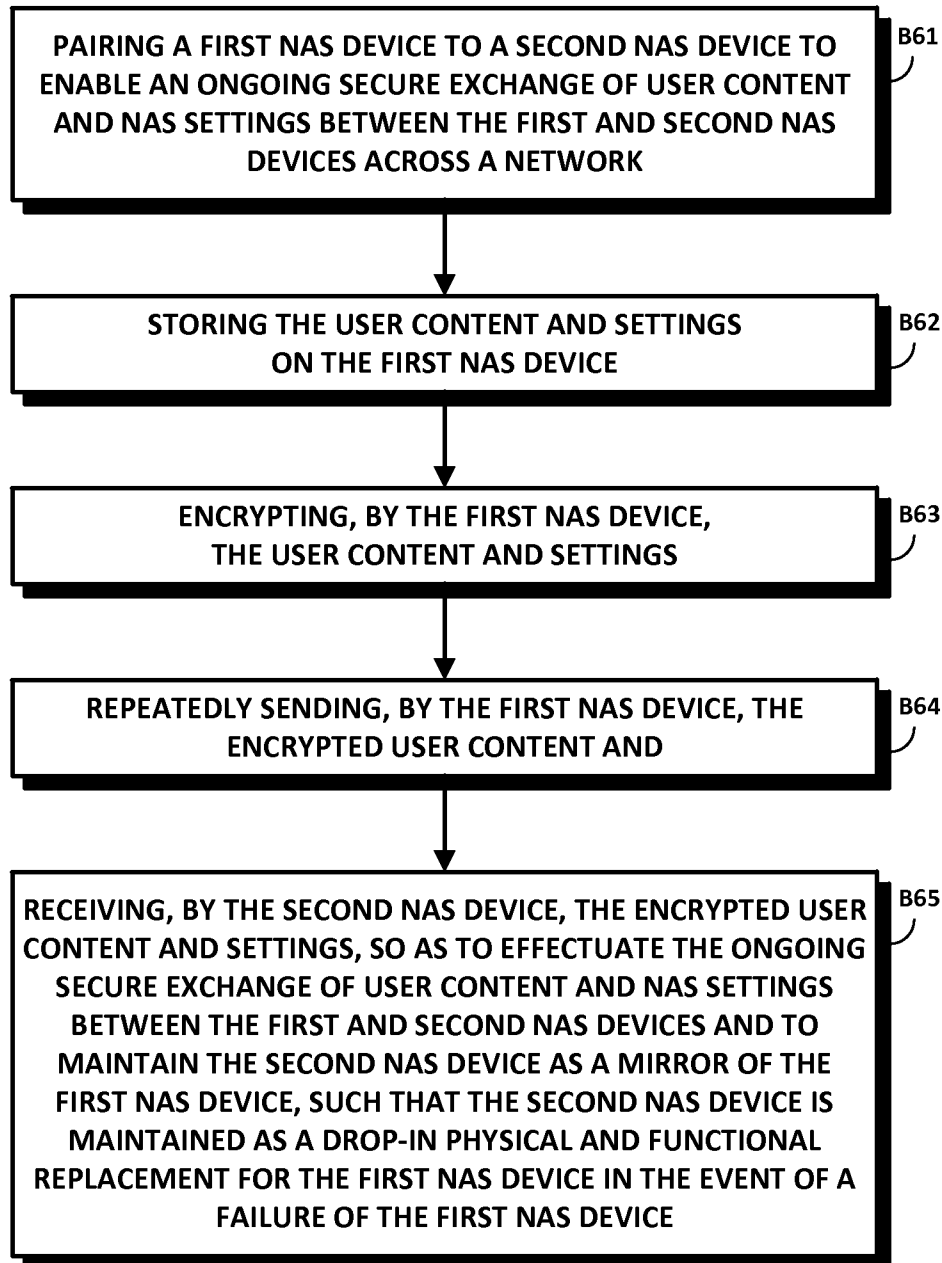 PAIRING A FIRST NAS DEVICE TO A SECOND NAS DEVICE TO
ENABLE AN ONGOING SECURE EXCHANGE OF USER CONTENT
AND NAS SETTINGS BETWEEN THE FIRST AND SECOND NAS
DEVICES ACROSS A NETWORK
B61
STORING THE USER CONTENT AND SETTINGS
ON THE FIRST NAS DEVICE
B62
ENCRYPTING, BY THE FIRST NAS DEVICE,
THE USER CONTENT AND SETTINGS
B63
REPEATEDLY SENDING, BY THE FIRST NAS DEVICE, THE
ENCRYPTED USER CONTENT AND
B64
RECEIVING, BY THE SECOND NAS DEVICE, THE ENCRYPTED USER
CONTENT AND SETTINGS, SO AS TO EFFECTUATE THE ONGOING
SECURE EXCHANGE OF USER CONTENT AND NAS SETTINGS
BETWEEN THE FIRST AND SECOND NAS DEVICES AND TO
MAINTAIN THE SECOND NAS DEVICE AS A MIRROR OF THE
FIRST NAS DEVICE, SUCH THAT THE SECOND NAS DEVICE IS
MAINTAINED AS A DROP-IN PHYSICAL AND FUNCTIONAL
REPLACEMENT FOR THE FIRST NAS DEVICE IN THE EVENT OF A
FAILURE OF THE FIRST NAS DEVICE
B65